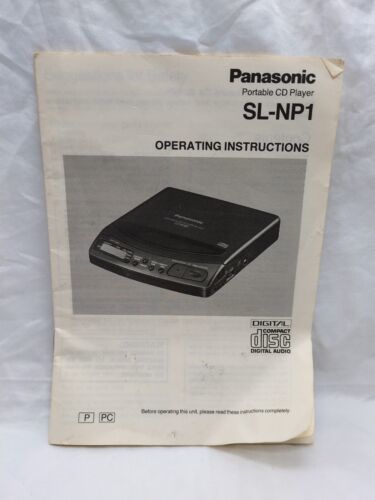 Panasonic
Portable CD Player
SL-NP1
OPERATING INSTRUCTIONS
Panasonic
DIGITAL
COMPACT
disc
DIGITAL AUDIO
P PC
Before operating this unit, please read these instructions completely.